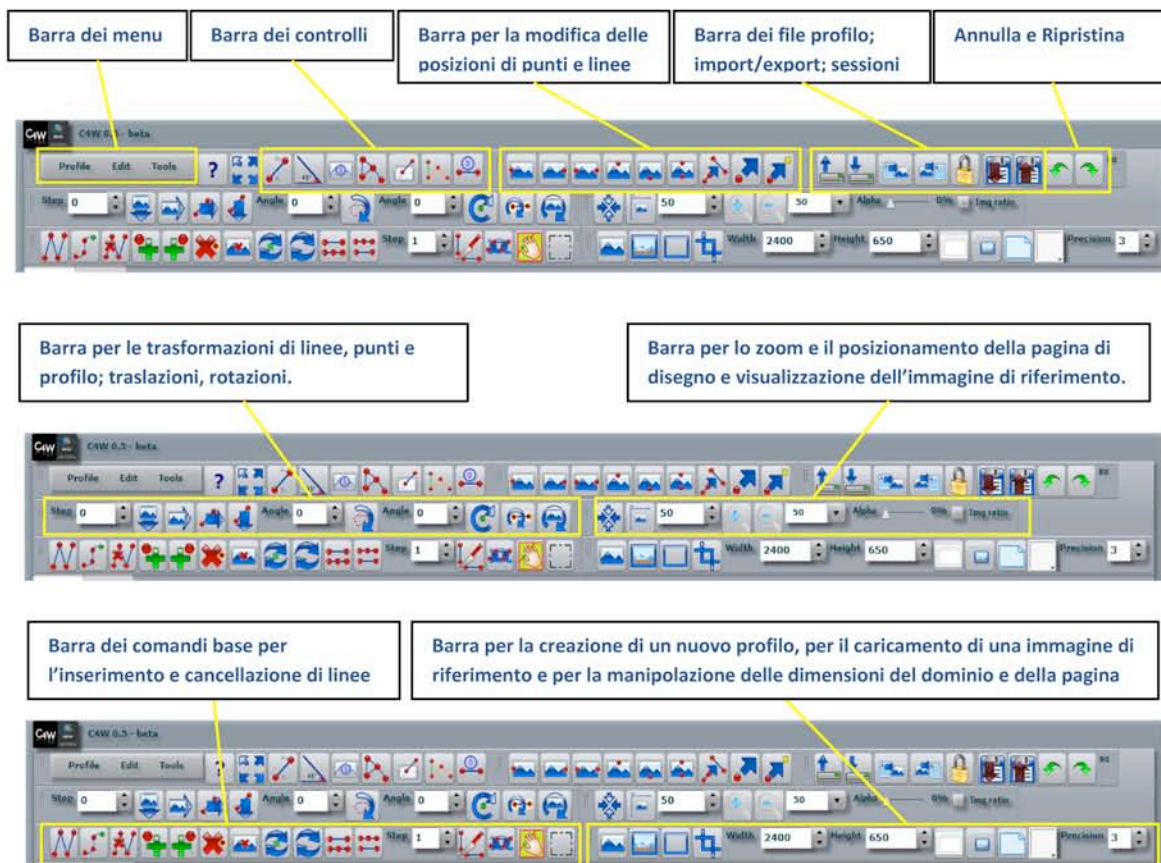 Barra dei menu
Barra dei controlli
Barra per la modifica delle
posizioni di punti e linee
Barra dei file profilo;
import/export; sessioni
Annulla e Ripristina
C4W C4W 0.5 - beta
Profile Edit Tools ?
Step 0 Angle 0 Angle 0 50 50 Alpha 0% Img ratio
Step 1 Width 2400 Height 650 Precision 3
Barra per le trasformazioni di linee, punti e
profilo; traslazioni, rotazioni.
Barra per lo zoom e il posizionamento della pagina di
disegno e visualizzazione dell'immagine di riferimento.
C4W C4W 0.5 - beta
Profile Edit Tools ?
Step 0 Angle 0 Angle 0 50 50 Alpha 0% Img ratio
Step 1 Width 2400 Height 650 Precision 3
Barra dei comandi base per
l'inserimento e cancellazione di linee
Barra per la creazione di un nuovo profilo, per il caricamento di una immagine di
riferimento e per la manipolazione delle dimensioni del dominio e della pagina
C4W C4W 0.5 - beta
Profile Edit Tools ?
Step 0 Angle 0 Angle 0 50 50 Alpha 0% Img ratio
Step 1 Width 2400 Height 650 Precision 3